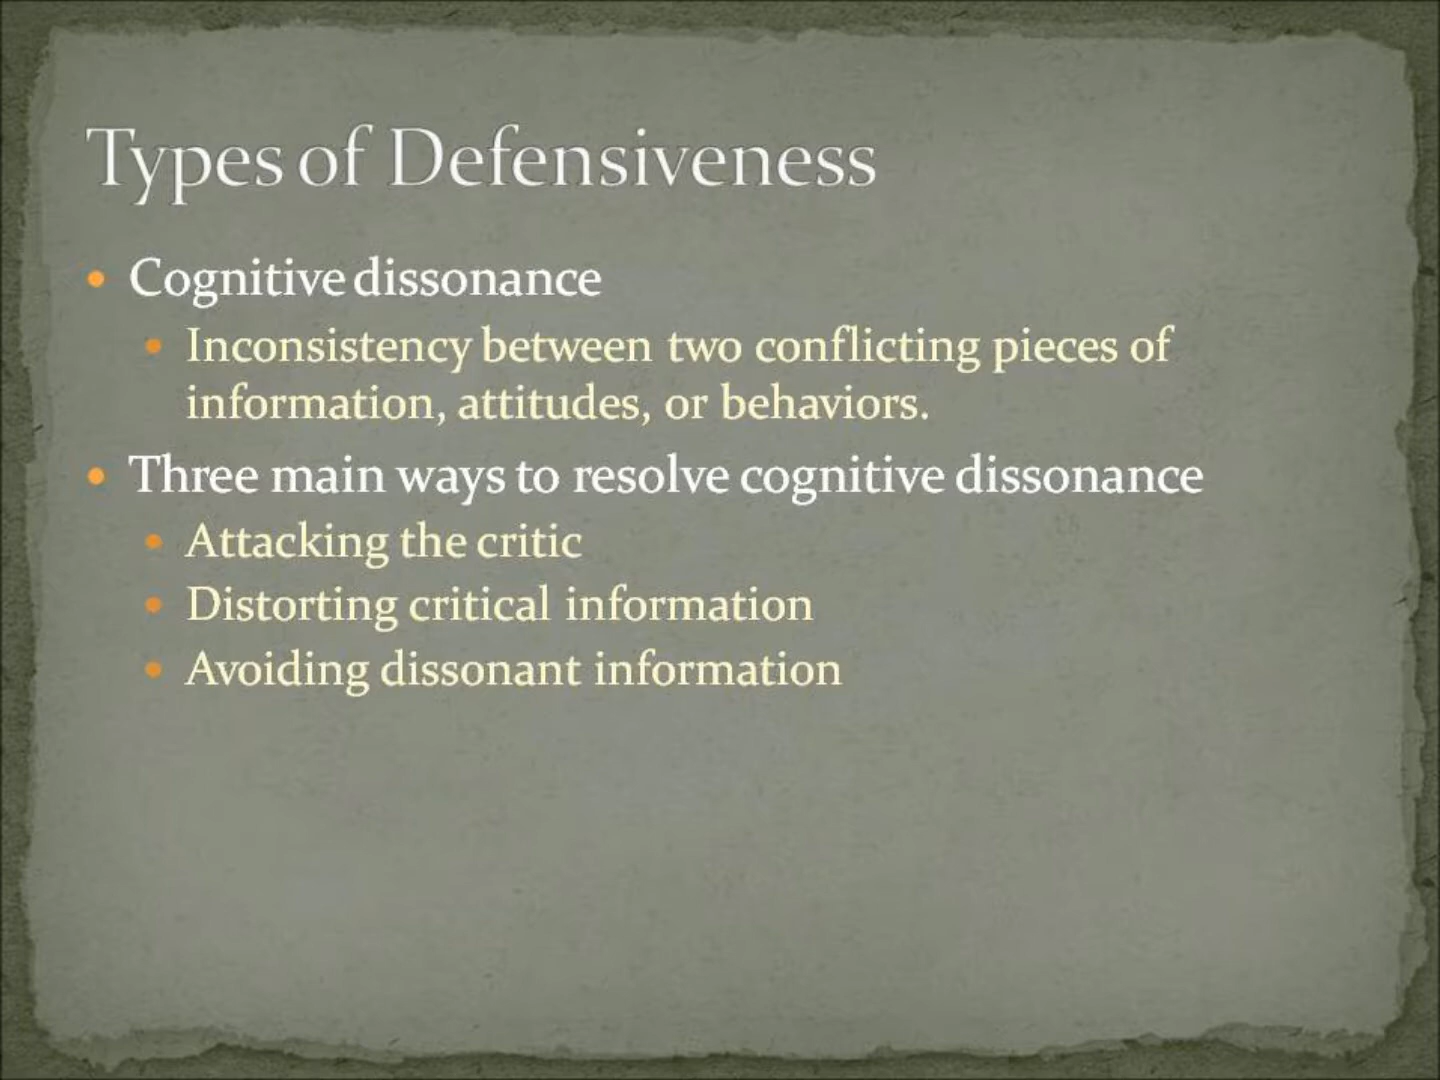 Types of Defensiveness
Cognitive dissonance
Inconsistency between two conflicting pieces of
information, attitudes, or behaviors.
Three main ways to resolve cognitive dissonance
Attacking the critic
Distorting critical information
Avoiding dissonant information